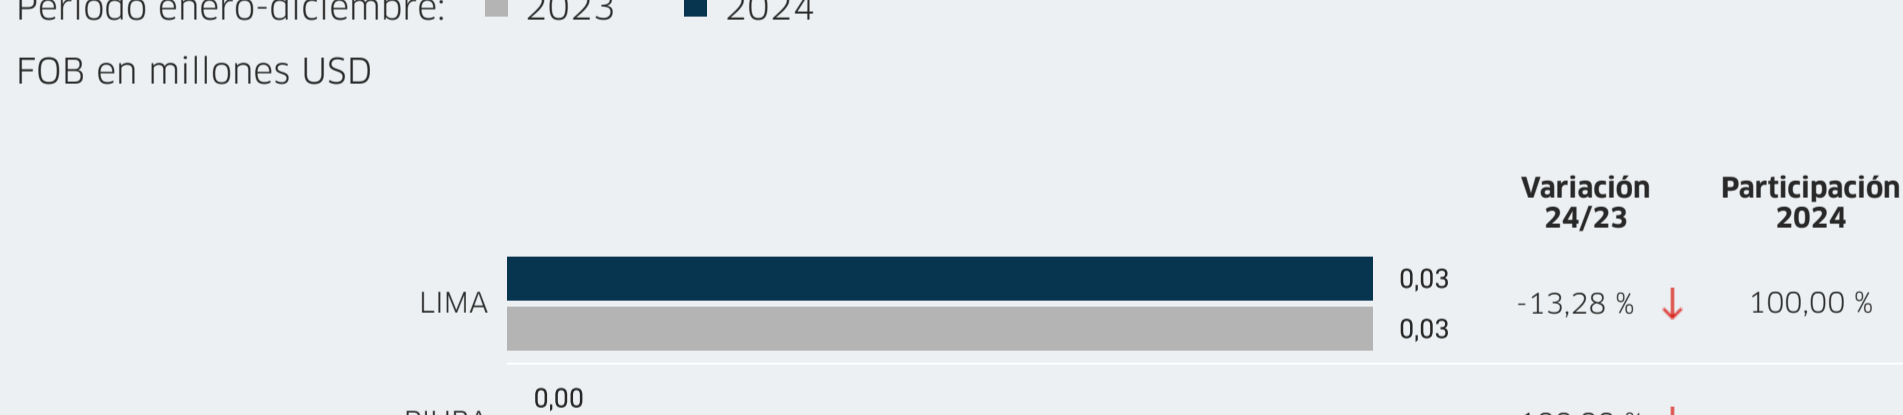 Período enero-diciembre: 2023 2024
FOB en millones USD
Variación 24/23
Participación 2024
LIMA 0,03 0,03 -13,28 % ↓ 100,00 %
0,00